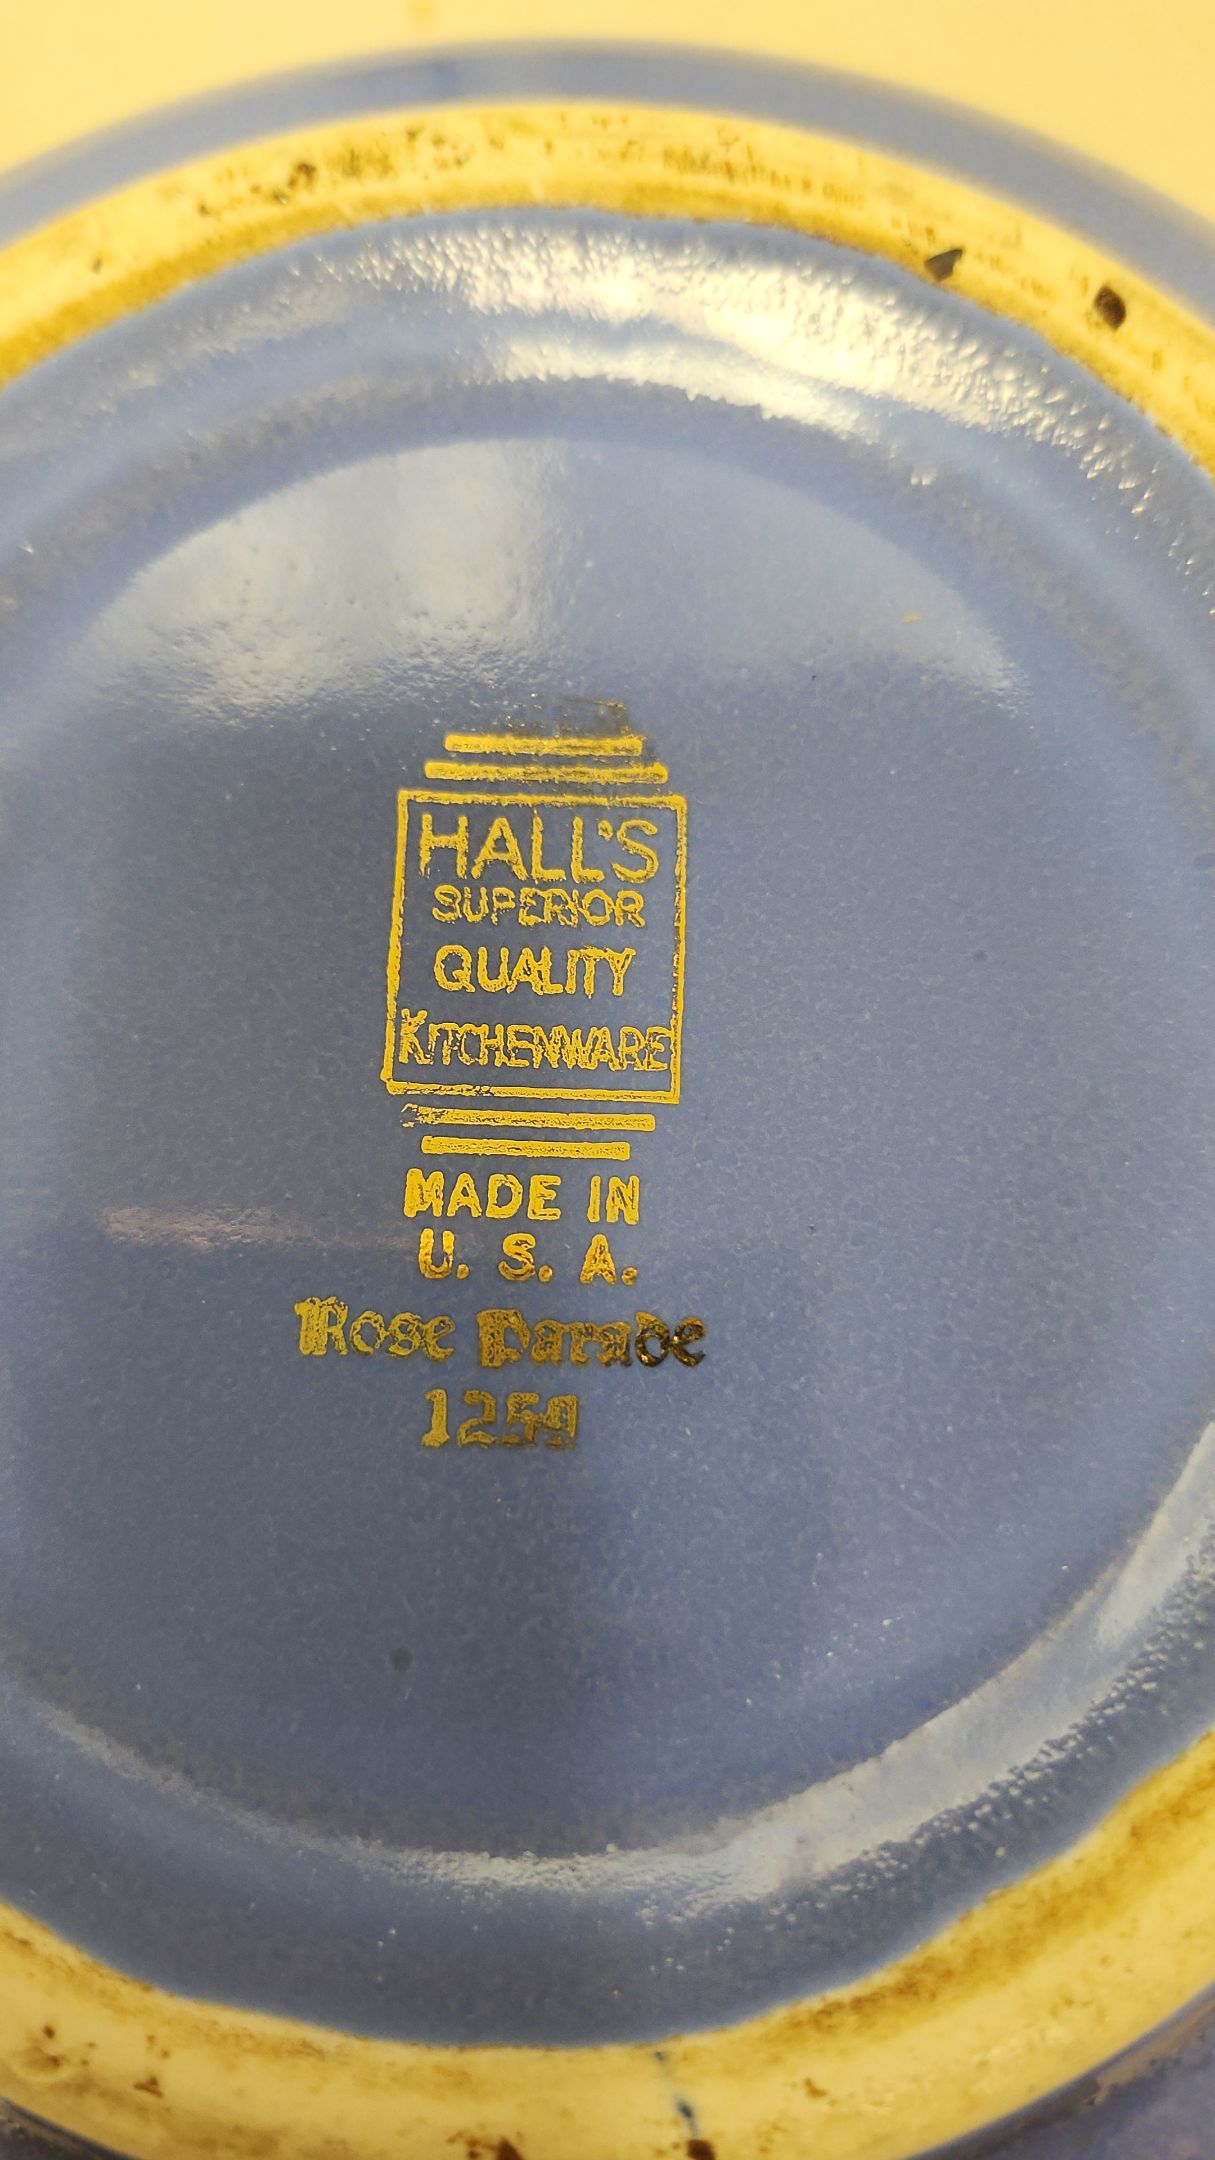 HALL'S
SUPERIOR
QUALITY
KITCHENWARE
MADE IN
U. S. A.
Rose Parade
1259